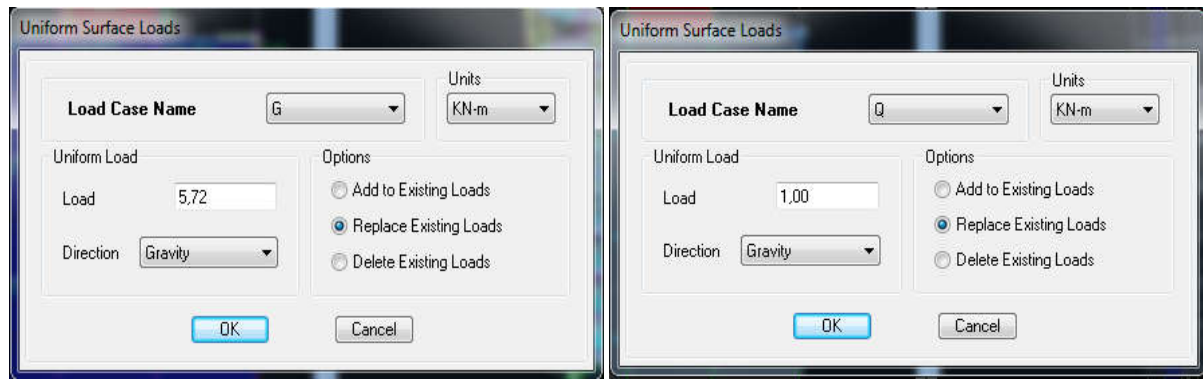 Uniform Surface Loads
Units
Load Case Name G KN-m
Uniform Load
Options
Load 5,72
Add to Existing Loads
Replace Existing Loads
Direction Gravity
Delete Existing Loads
OK Cancel
Uniform Surface Loads
Units
Load Case Name Q KN-m
Uniform Load
Options
Load 1,00
Add to Existing Loads
Replace Existing Loads
Direction Gravity
Delete Existing Loads
OK Cancel